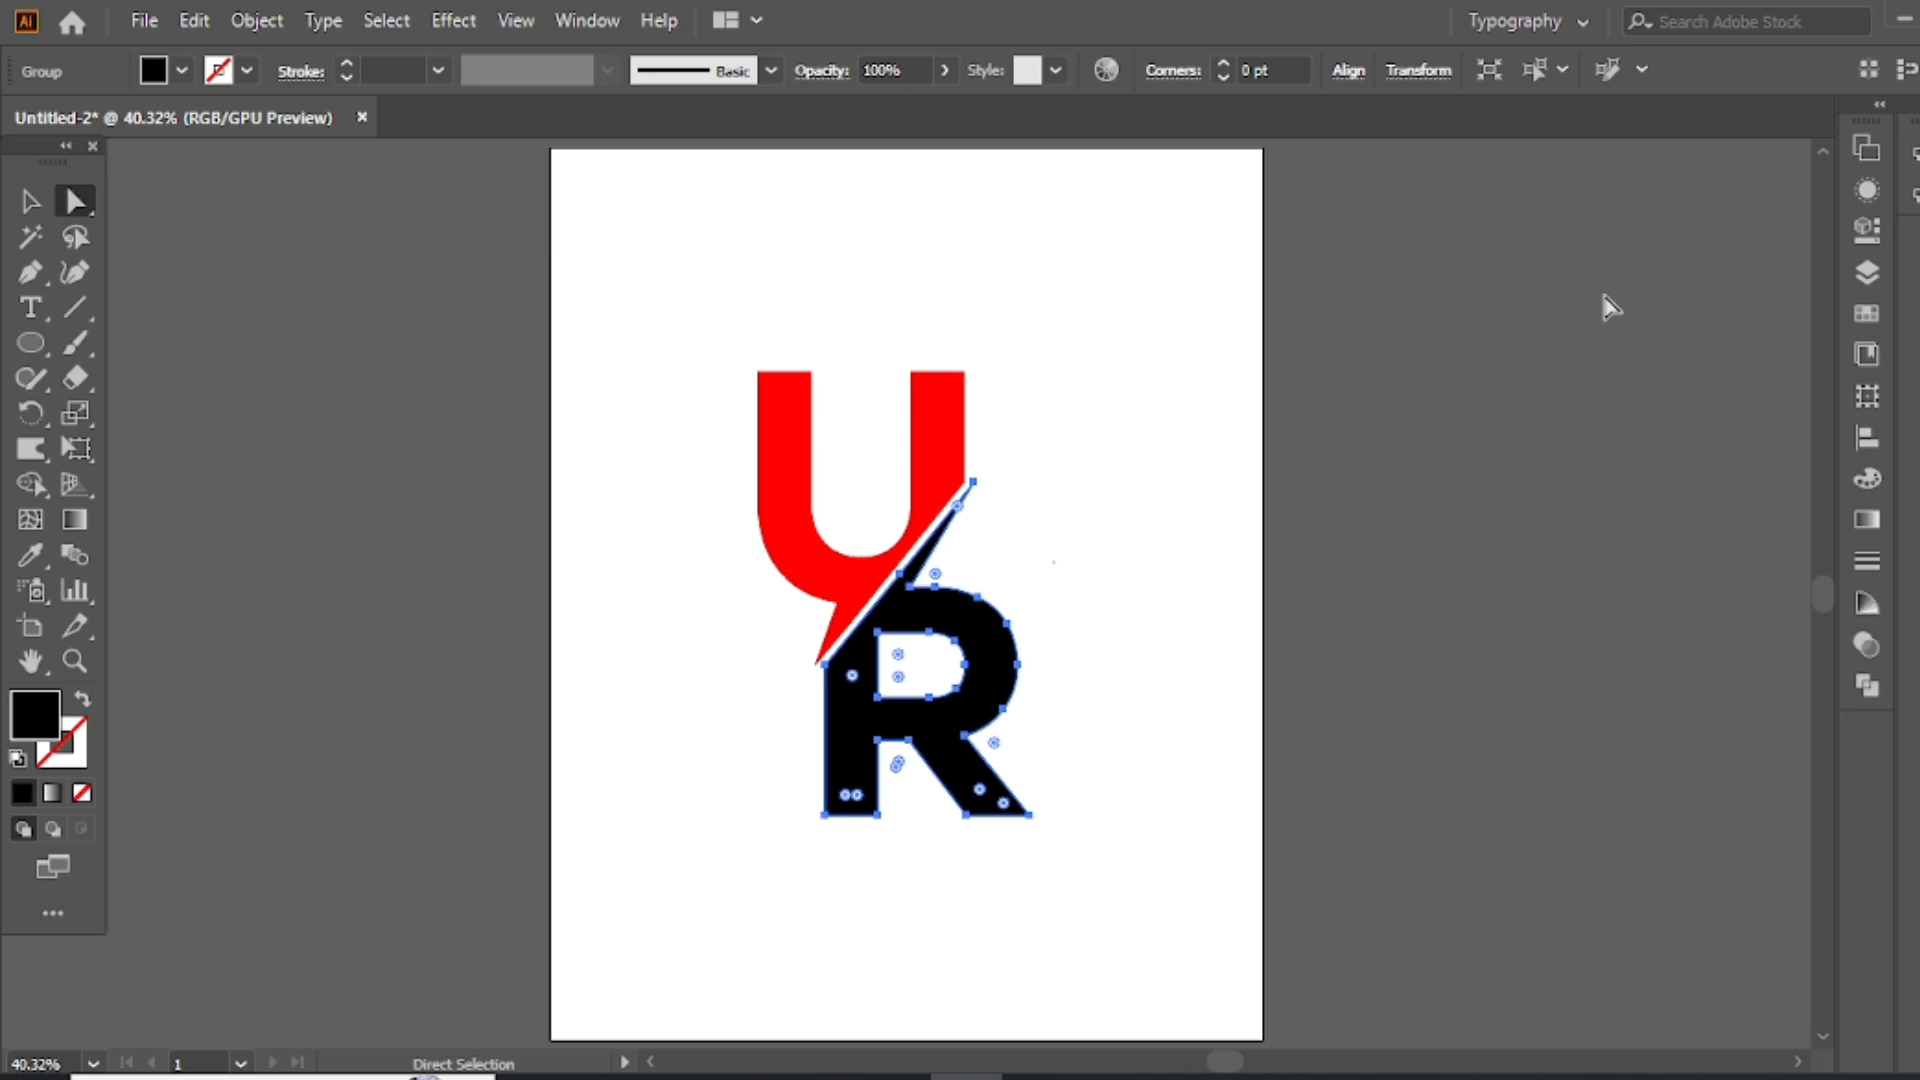 Ai File Edit Object Type Select Effect View Window Help Typography Search Adobe Stock
Group Stroke: Basic Opacity: 100% Style: Corners: 0 pt Align Transform
Untitled-2* @ 40.32% (RGB/GPU Preview)
U
R
40.32% 1 Direct Selection